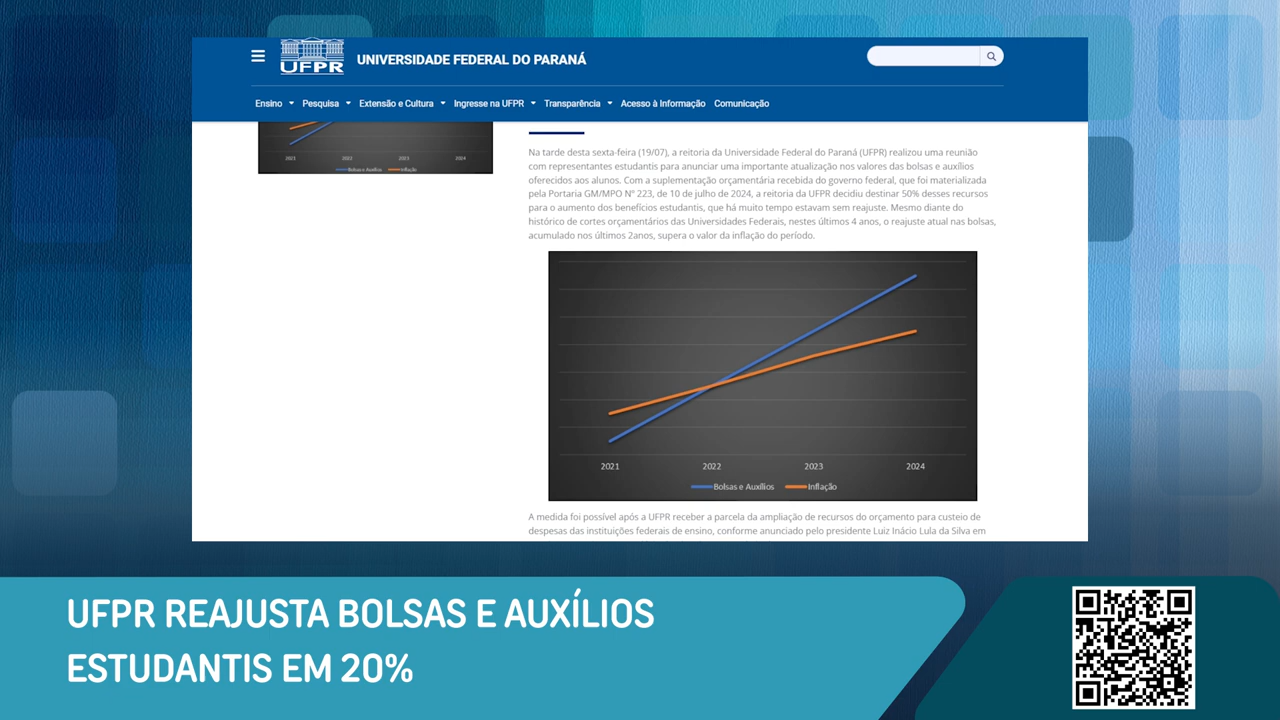 UFPR
UNIVERSIDADE FEDERAL DO PARANÁ
Ensino Pesquisa Extensão e Cultura Ingresse na UFPR Transparência Acesso à Informação Comunicação
2021 2022 2023 2024
Bolsas e Auxílios Inflação
Na tarde desta sexta-feira (19/07), a reitoria da Universidade Federal do Paraná (UFPR) realizou uma reunião
com representantes estudantis para anunciar uma importante atualização nos valores das bolsas e auxílios
oferecidos aos alunos. Com a suplementação orçamentária recebida do governo federal, que foi materializada
pela Portaria GM/MPO Nº 223, de 10 de julho de 2024, a reitoria da UFPR decidiu destinar 50% desses recursos
para o aumento dos benefícios estudantis, que há muito tempo estavam sem reajuste. Mesmo diante do
histórico de cortes orçamentários das Universidades Federais, nestes últimos 4 anos, o reajuste atual nas bolsas,
acumulado nos últimos 2anos, supera o valor da inflação do período.
2021 2022 2023 2024
Bolsas e Auxílios Inflação
A medida foi possível após a UFPR receber a parcela da ampliação de recursos do orçamento para custeio de
despesas das instituições federais de ensino, conforme anunciado pelo presidente Luiz Inácio Lula da Silva em
UFPR REAJUSTA BOLSAS E AUXÍLIOS
ESTUDANTIS EM 20%